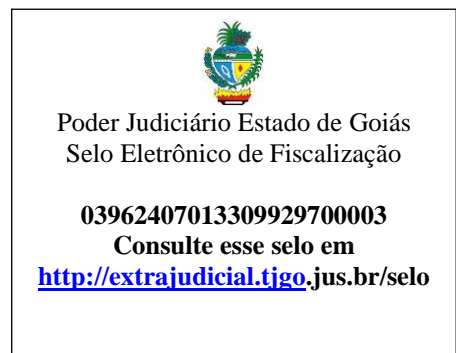 Poder Judiciário Estado de Goiás
Selo Eletrônico de Fiscalização
03962407013309929700003
Consulte esse selo em
http://extrajudicial.tjgo.jus.br/selo